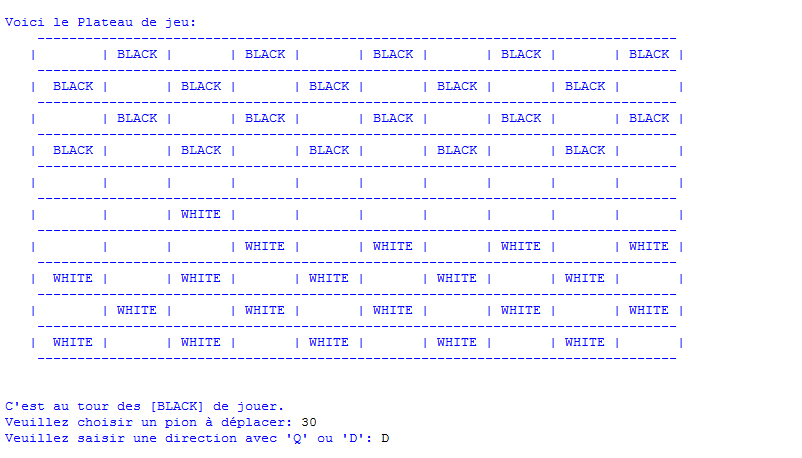 Voici le Plateau de jeu:
--------------------------------------------------------------------------------
|        | BLACK |       | BLACK |       | BLACK |       | BLACK |       | BLACK |
--------------------------------------------------------------------------------
| BLACK |       | BLACK |       | BLACK |       | BLACK |       | BLACK |       |
--------------------------------------------------------------------------------
|       | BLACK |       | BLACK |       | BLACK |       | BLACK |       | BLACK |
--------------------------------------------------------------------------------
| BLACK |       | BLACK |       | BLACK |       | BLACK |       | BLACK |       |
--------------------------------------------------------------------------------
|       |       |       |       |       |       |       |       |       |       |
--------------------------------------------------------------------------------
|       |       | WHITE |       |       |       |       |       |       |       |
--------------------------------------------------------------------------------
|       |       |       | WHITE |       | WHITE |       | WHITE |       | WHITE |
--------------------------------------------------------------------------------
| WHITE |       | WHITE |       | WHITE |       | WHITE |       | WHITE |       |
--------------------------------------------------------------------------------
|       | WHITE |       | WHITE |       | WHITE |       | WHITE |       | WHITE |
--------------------------------------------------------------------------------
| WHITE |       | WHITE |       | WHITE |       | WHITE |       | WHITE |       |
--------------------------------------------------------------------------------
C'est au tour des [BLACK] de jouer.
Veuillez choisir un pion à déplacer: 30
Veuillez saisir une direction avec 'Q' ou 'D': D